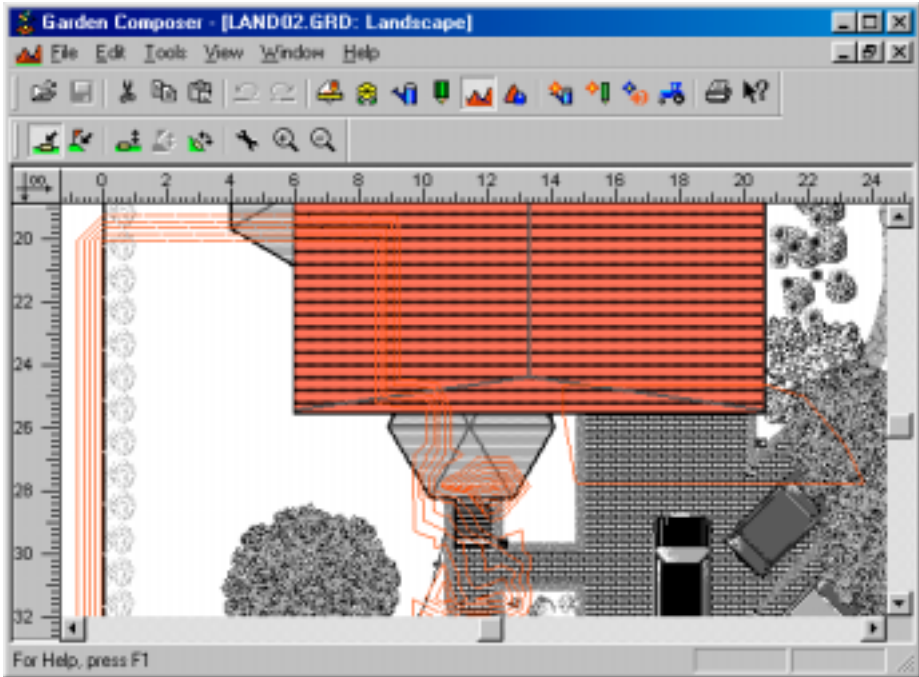 Garden Composer - [LAND02.GRD: Landscape]
File Edit Tools View Window Help
0 2 4 6 8 10 12 14 16 18 20 22 24
20
22
24
26
28
30
32
For Help, press F1